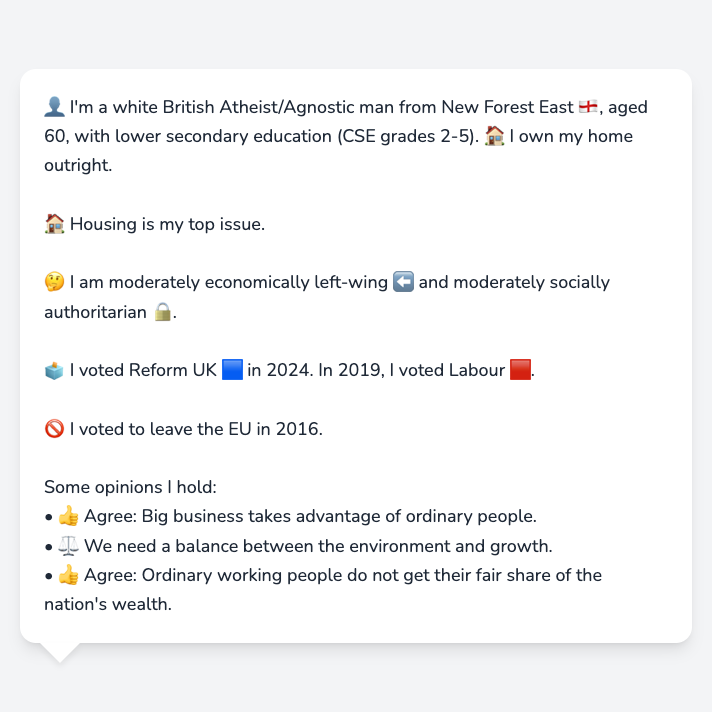 👤 I'm a white British Atheist/Agnostic man from New Forest East 🏴󠁧󠁢󠁥󠁮󠁧󠁿, aged
60, with lower secondary education (CSE grades 2-5). 🏠 I own my home
outright.
🏠 Housing is my top issue.
🤔 I am moderately economically left-wing ⬅️ and moderately socially
authoritarian 🔒.
🗳️ I voted Reform UK 🟦 in 2024. In 2019, I voted Labour 🟥.
🚫 I voted to leave the EU in 2016.
Some opinions I hold:
• 👍 Agree: Big business takes advantage of ordinary people.
• ⚖️ We need a balance between the environment and growth.
• 👍 Agree: Ordinary working people do not get their fair share of the
nation's wealth.